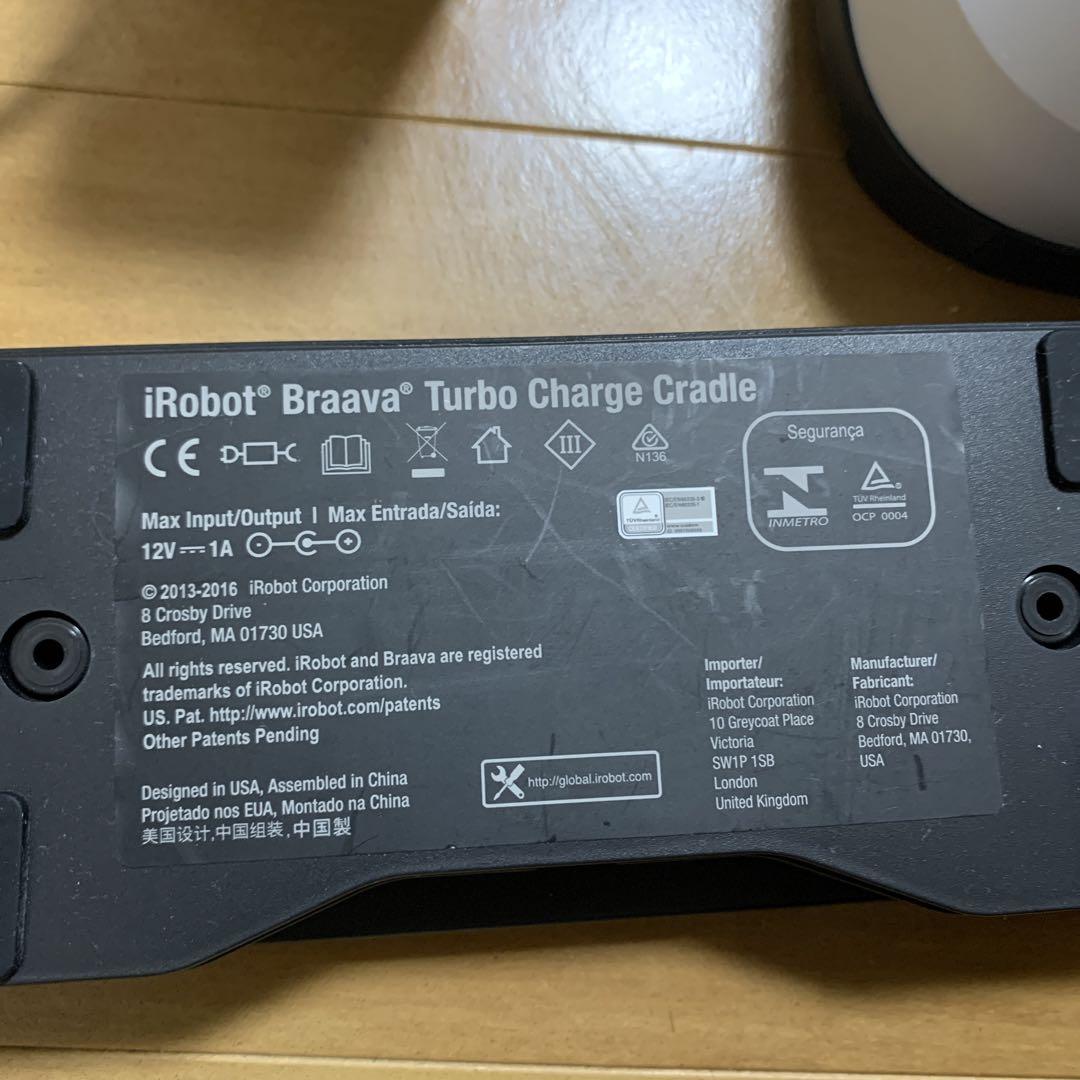 iRobot® Braava® Turbo Charge Cradle
CE
III
N136
Segurança
INMETRO
TÜVRheinland
TÜV Rheinland
OCP 0004
Max Input/Output | Max Entrada/Saída:
12V⎓1A
© 2013-2016 iRobot Corporation
8 Crosby Drive
Bedford, MA 01730 USA
All rights reserved. iRobot and Braava are registered
trademarks of iRobot Corporation.
US. Pat. http://www.irobot.com/patents
Other Patents Pending
Designed in USA, Assembled in China
Projetado nos EUA, Montado na China
美国设计,中国组装,中国製
http://global.irobot.com
Importer/
Importateur:
iRobot Corporation
10 Greycoat Place
Victoria
SW1P 1SB
London
United Kingdom
Manufacturer/
Fabricant:
iRobot Corporation
8 Crosby Drive
Bedford, MA 01730,
USA